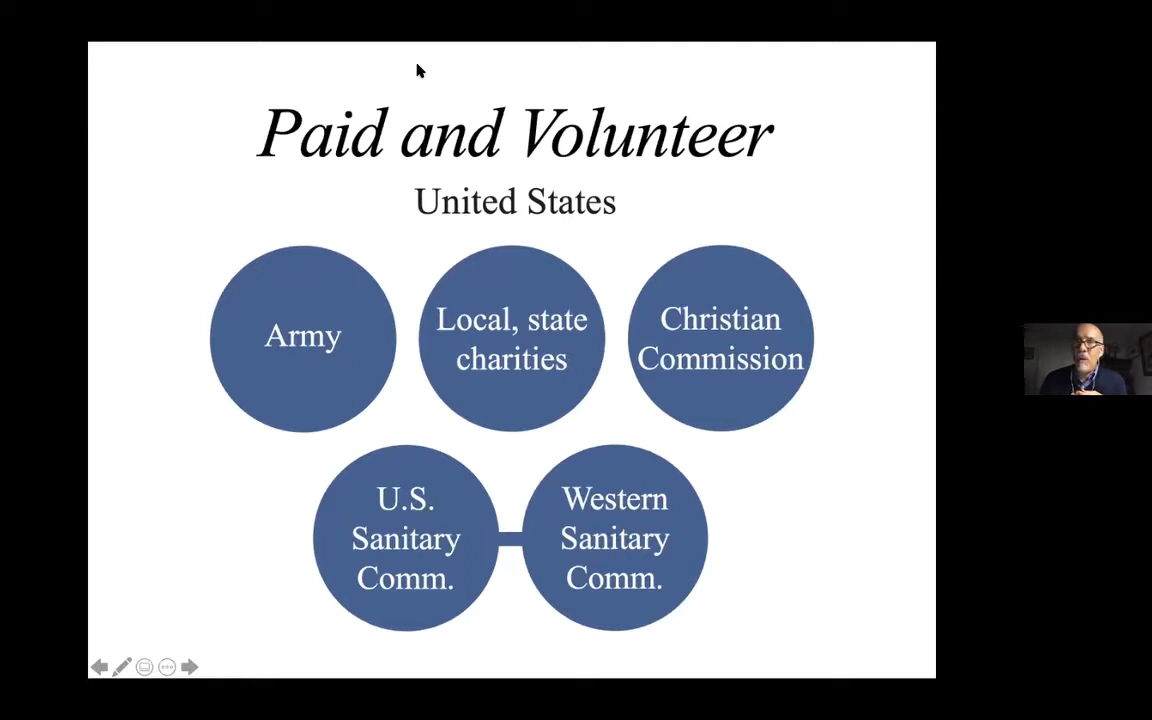 Paid and Volunteer
United States
Army
Local, state
charities
Christian
Commission
U.S.
Sanitary
Comm.
Western
Sanitary
Comm.